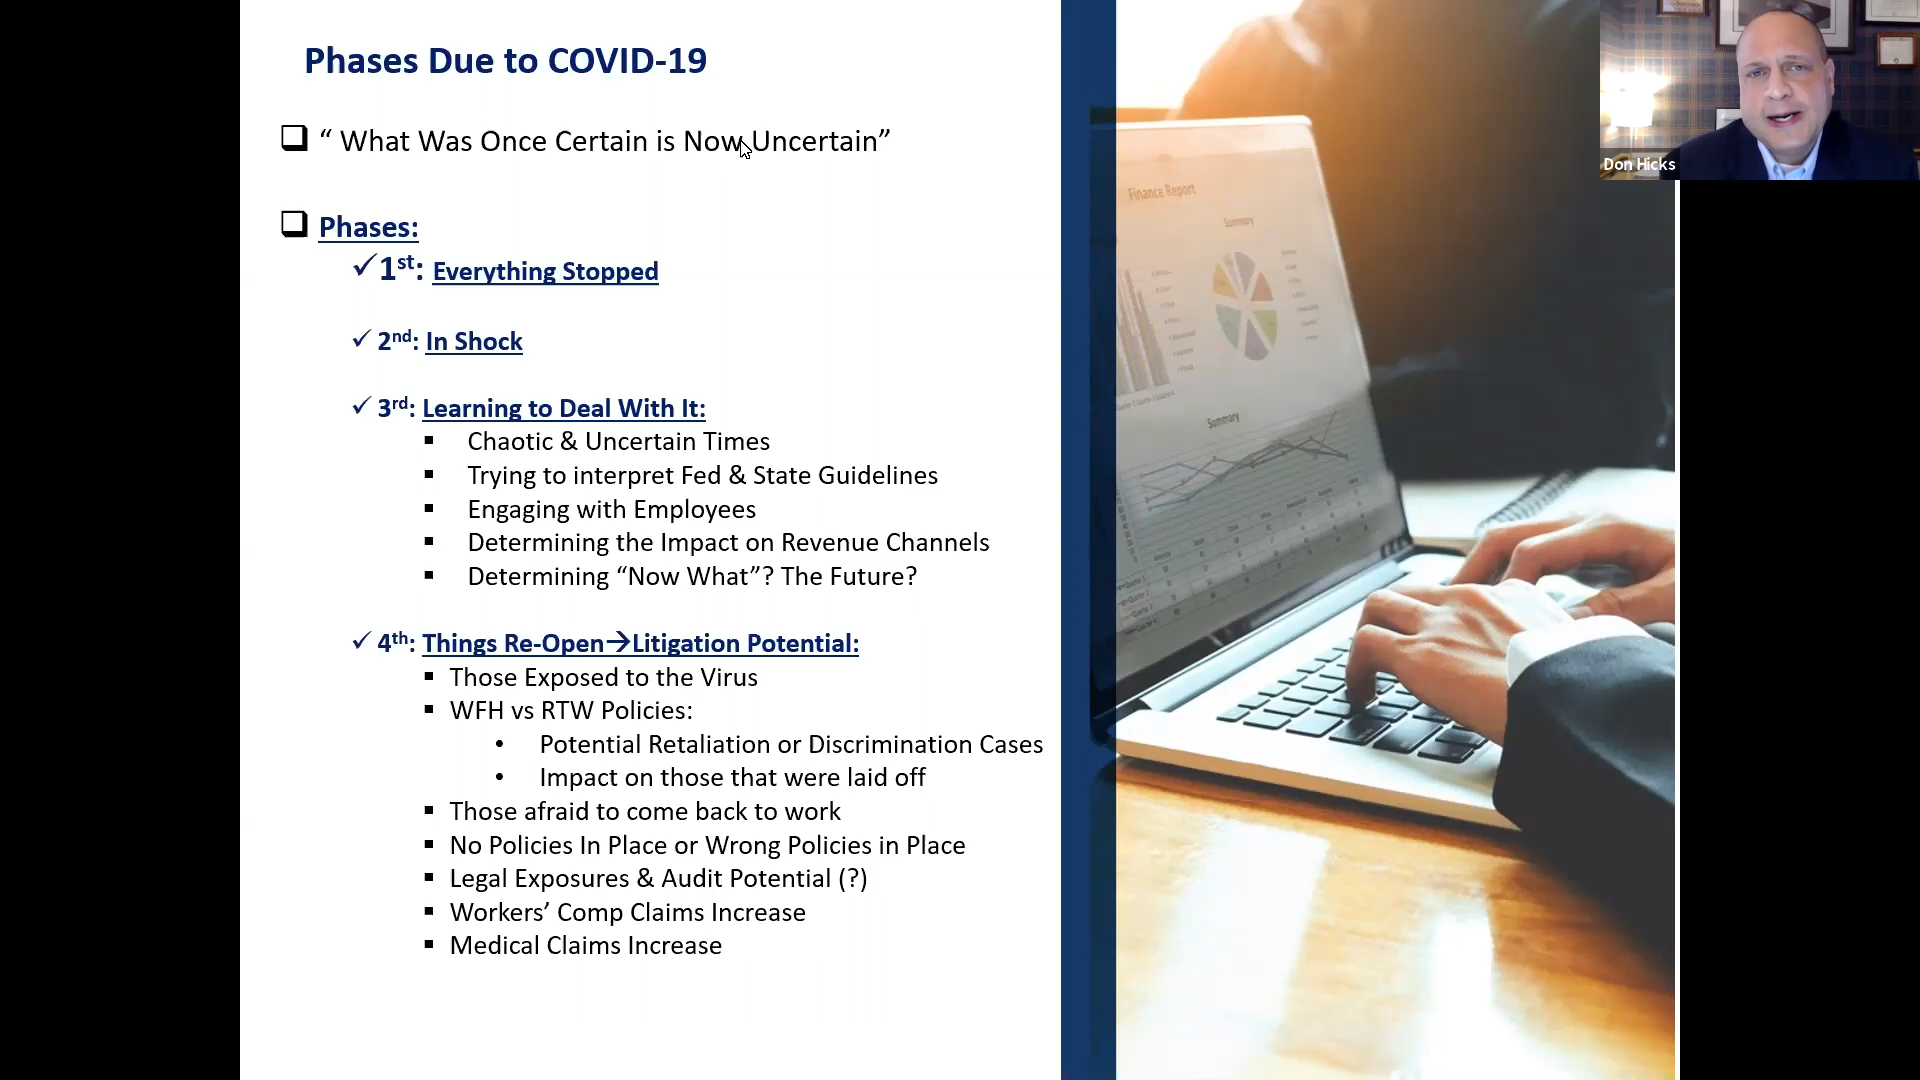 Phases Due to COVID-19
“ What Was Once Certain is Now Uncertain”
Phases:
1st: Everything Stopped
2nd: In Shock
3rd: Learning to Deal With It:
Chaotic & Uncertain Times
Trying to interpret Fed & State Guidelines
Engaging with Employees
Determining the Impact on Revenue Channels
Determining “Now What”? The Future?
4th: Things Re-Open→Litigation Potential:
Those Exposed to the Virus
WFH vs RTW Policies:
Potential Retaliation or Discrimination Cases
Impact on those that were laid off
Those afraid to come back to work
No Policies In Place or Wrong Policies in Place
Legal Exposures & Audit Potential (?)
Workers’ Comp Claims Increase
Medical Claims Increase
Finance Report
Summary
Summary
Don Hicks